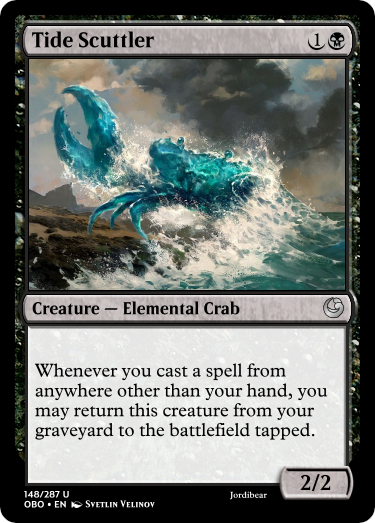 Tide Scuttler 1
Creature — Elemental Crab
Whenever you cast a spell from
anywhere other than your hand, you
may return this creature from your
graveyard to the battlefield tapped.
2/2
148/287 U
OBO • EN Svetlin Velinov
Jordibear